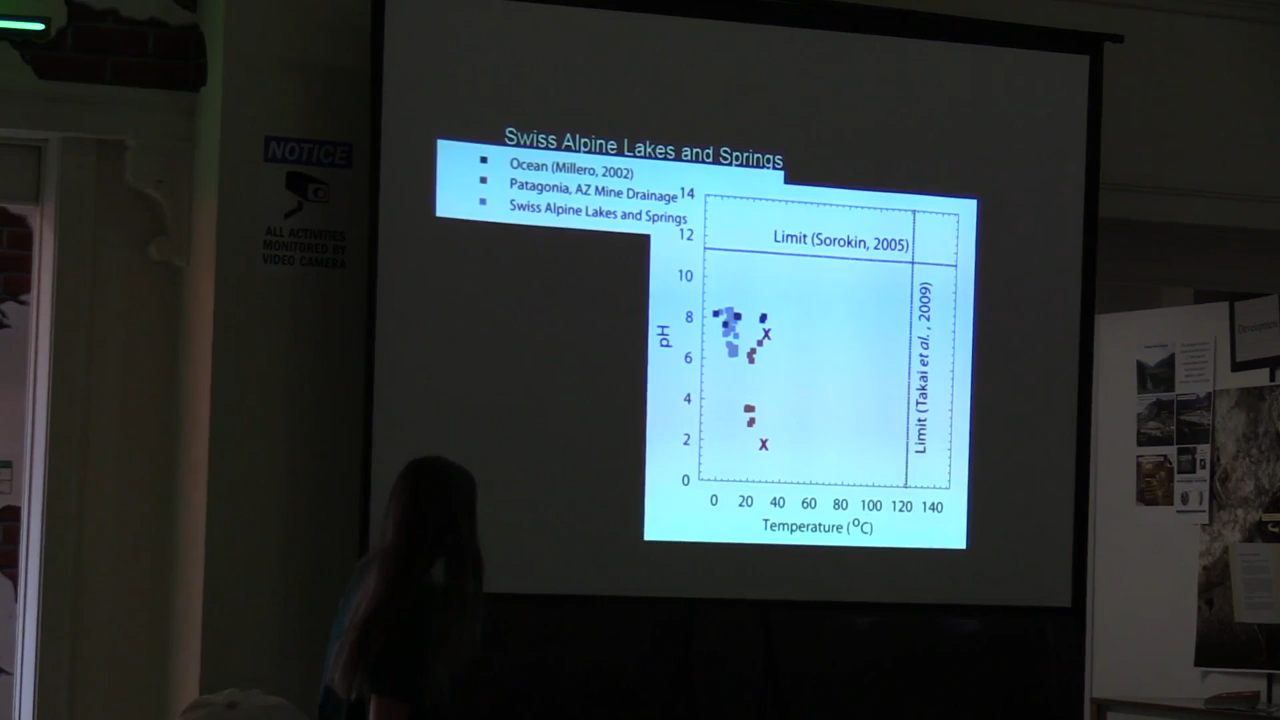 NOTICE
ALL ACTIVITIES
MONITORED BY
VIDEO CAMERA
Swiss Alpine Lakes and Springs
Ocean (Millero, 2002)
Patagonia, AZ Mine Drainage
Swiss Alpine Lakes and Springs
14
12
10
8
6
4
2
0
pH
Limit (Sorokin, 2005)
Limit (Takai et al., 2009)
X
X
0 20 40 60 80 100 120 140
Temperature (°C)